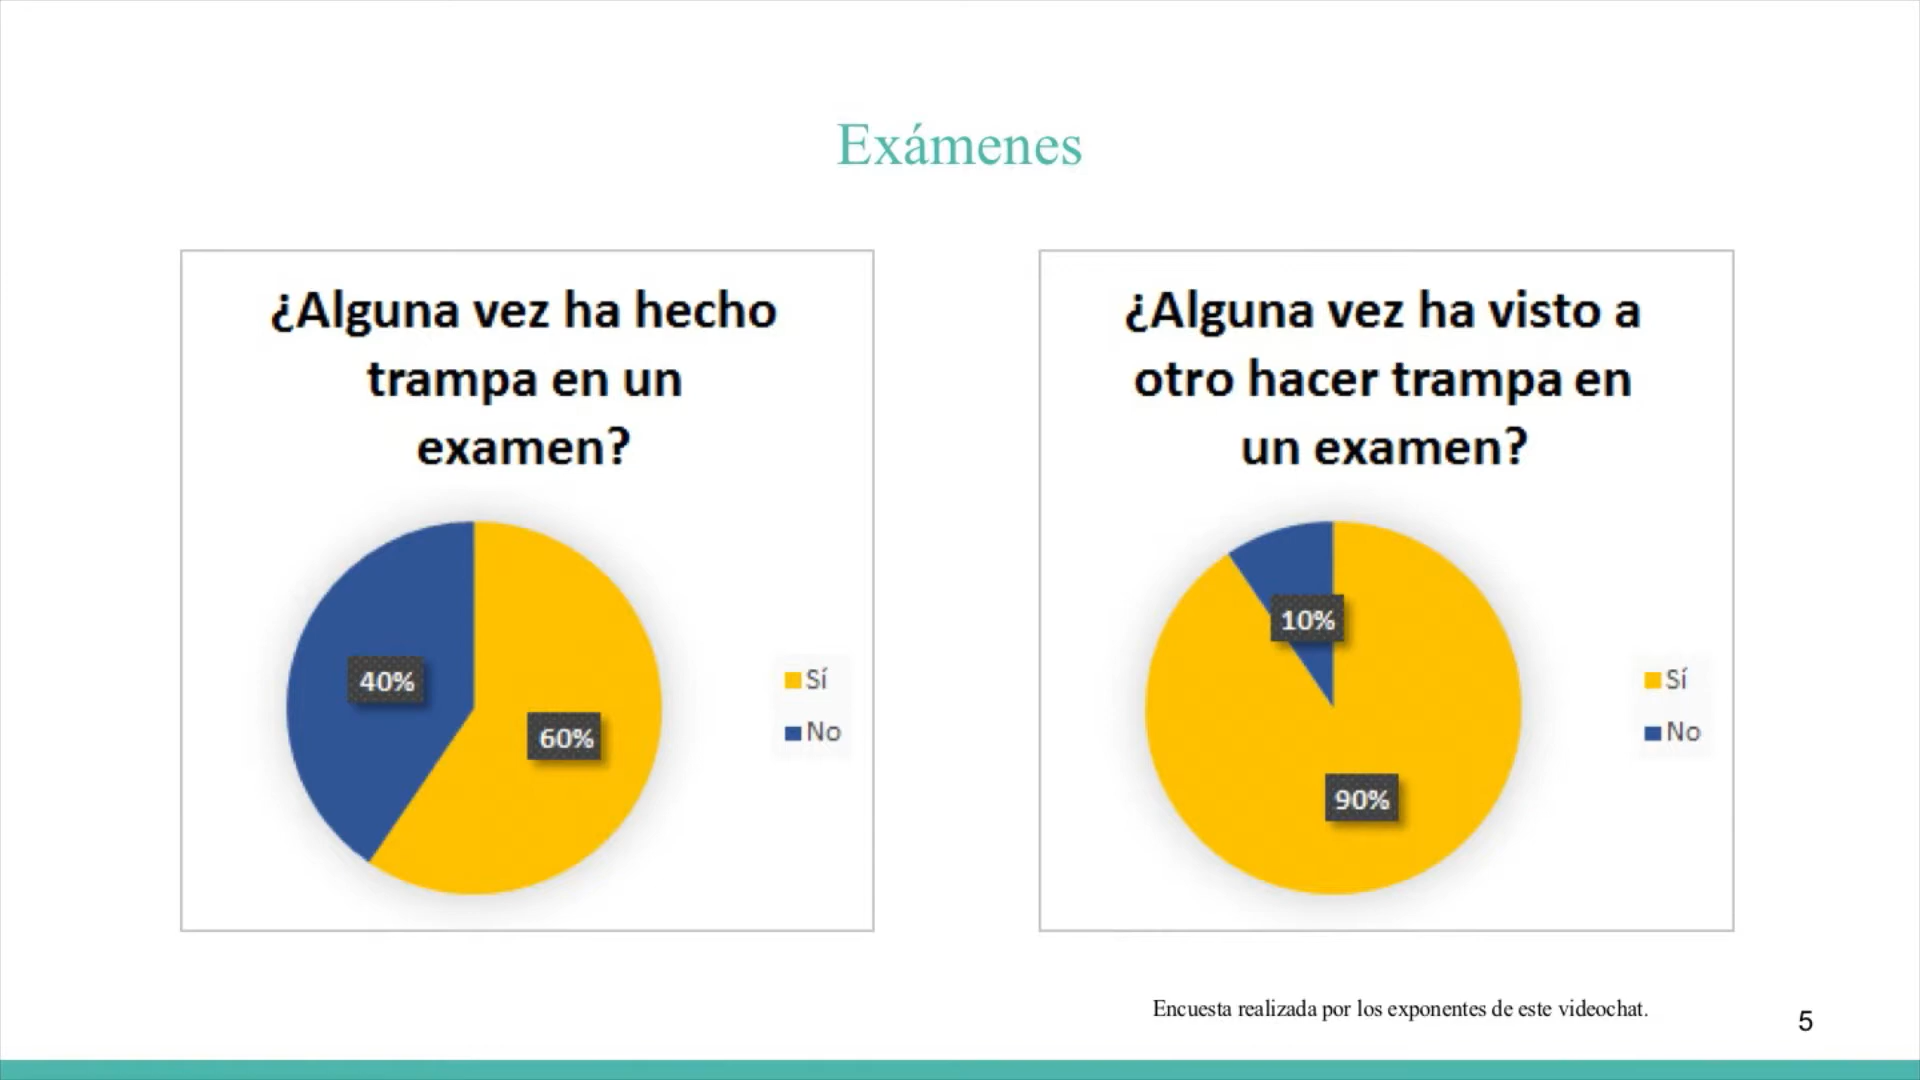 Exámenes
¿Alguna vez ha hecho
trampa en un
examen?
40%
60%
Sí
No
¿Alguna vez ha visto a
otro hacer trampa en
un examen?
10%
90%
Sí
No
Encuesta realizada por los exponentes de este videochat.
5